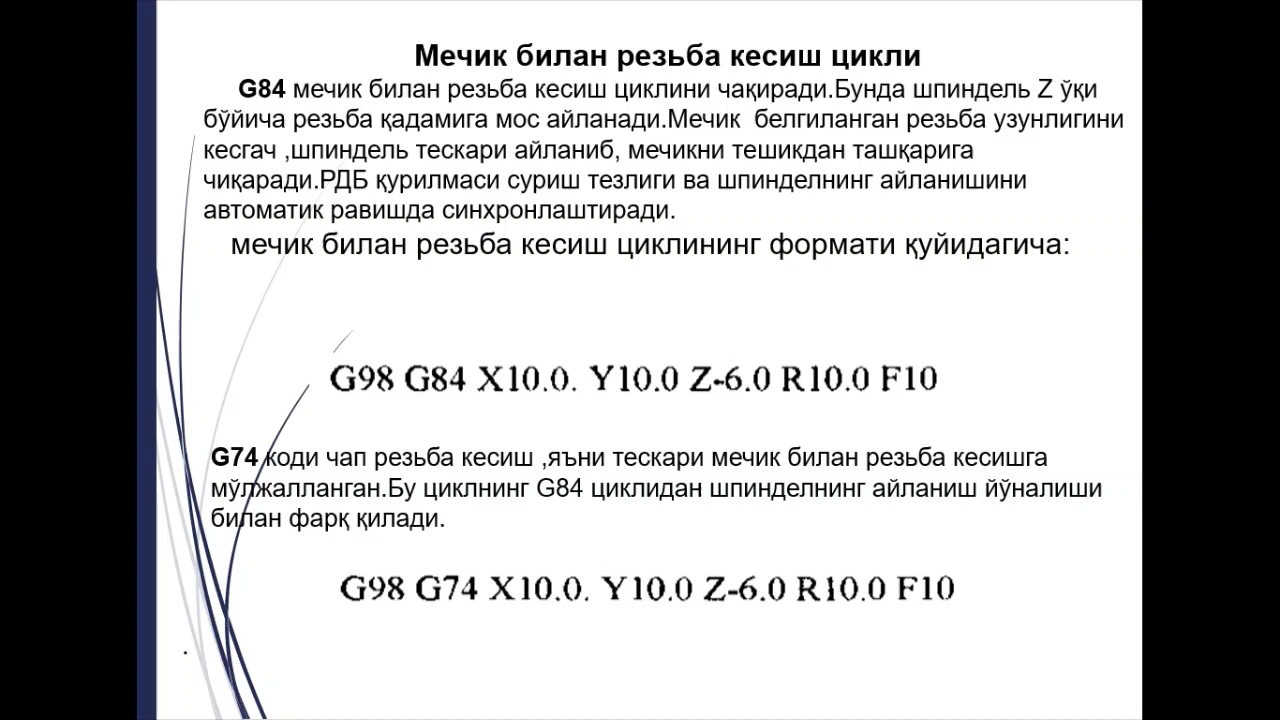 Мечик билан резьба кесиш цикли
G84 мечик билан резьба кесиш циклини чақиради.Бунда шпиндель Z ўқи
бўйича резьба қадамига мос айланади.Мечик белгиланган резьба узунлигини
кесгач ,шпиндель тескари айланиб, мечикни тешикдан ташқарига
чиқаради.РДБ қурилмаси суриш тезлиги ва шпинделнинг айланишини
автоматик равишда синхронлаштиради.
мечик билан резьба кесиш циклининг формати қуйидагича:
G98 G84 X10.0. Y10.0 Z-6.0 R10.0 F10
G74 коди чап резьба кесиш ,яъни тескари мечик билан резьба кесишга
мўлжалланган.Бу циклнинг G84 циклидан шпинделнинг айланиш йўналиши
билан фарқ қилади.
G98 G74 X10.0. Y10.0 Z-6.0 R10.0 F10
.